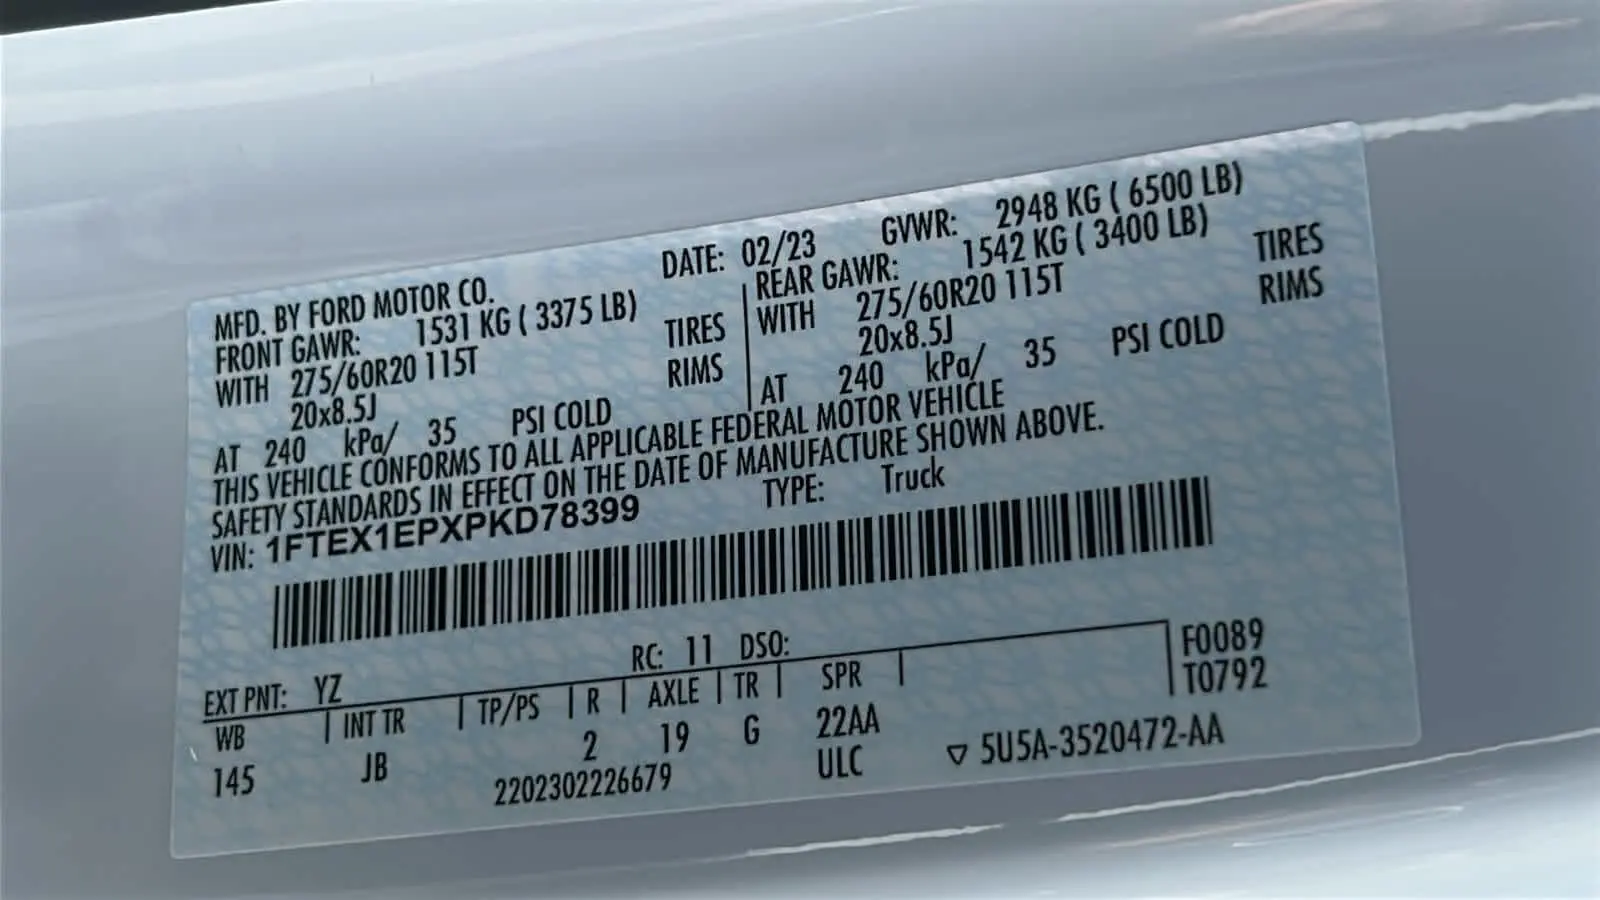 MFD. BY FORD MOTOR CO. DATE: 02/23 GVWR: 2948 KG ( 6500 LB)
FRONT GAWR: 1531 KG ( 3375 LB) REAR GAWR: 1542 KG ( 3400 LB)
WITH 275/60R20 115T TIRES WITH 275/60R20 115T TIRES
20x8.5J RIMS 20x8.5J RIMS
AT 240 kPa/ 35 PSI COLD AT 240 kPa/ 35 PSI COLD
THIS VEHICLE CONFORMS TO ALL APPLICABLE FEDERAL MOTOR VEHICLE
SAFETY STANDARDS IN EFFECT ON THE DATE OF MANUFACTURE SHOWN ABOVE.
VIN: 1FTEX1EPXPKD78399 TYPE: Truck
EXT PNT: YZ RC: 11 DSO: F0089
WB INT TR TP/PS R AXLE TR SPR T0792
145 JB 2 19 G 22AA
2202302226679 ULC ▽ 5U5A-3520472-AA